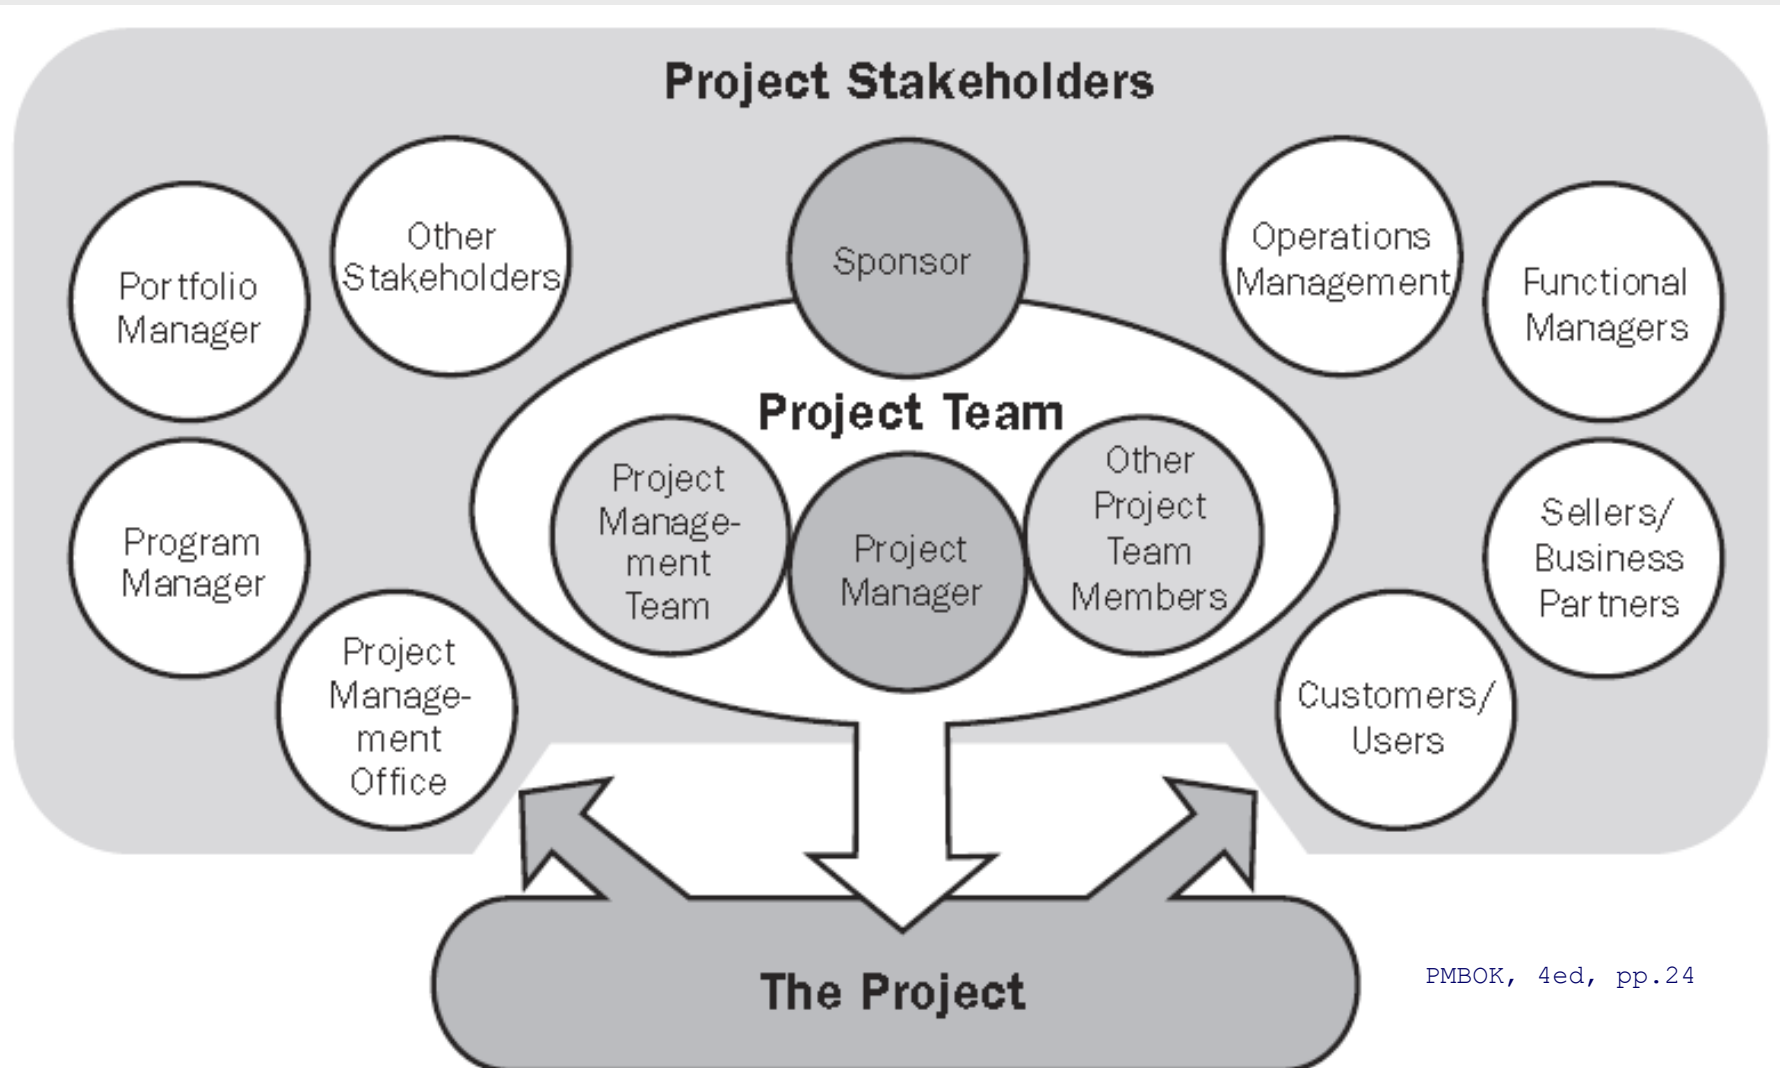 Project Stakeholders
Portfolio
Manager
Other
Stakeholders
Sponsor
Operations
Management
Functional
Managers
Project Team
Program
Manager
Project
Manage-
ment
Team
Project
Manager
Other
Project
Team
Members
Sellers/
Business
Partners
Project
Manage-
ment
Office
Customers/
Users
The Project
PMBOK, 4ed, pp.24